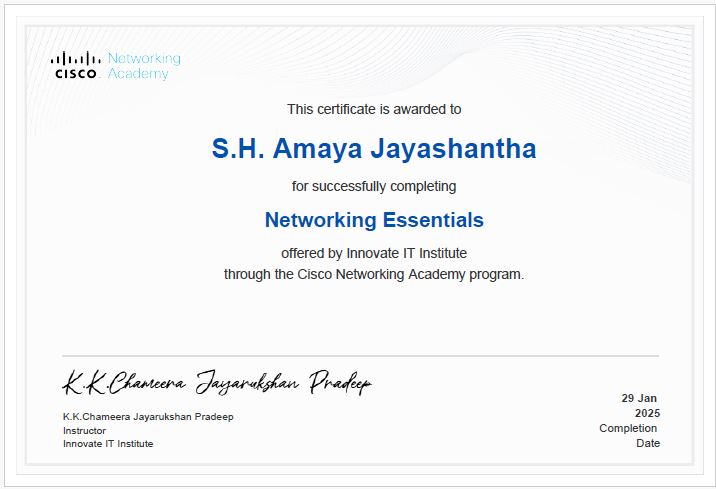 CISCO Networking
Academy
This certificate is awarded to
S.H. Amaya Jayashantha
for successfully completing
Networking Essentials
offered by Innovate IT Institute
through the Cisco Networking Academy program.
K.K.Chameera Jayarukshan Pradeep
K.K.Chameera Jayarukshan Pradeep
Instructor
Innovate IT Institute
29 Jan
2025
Completion
Date